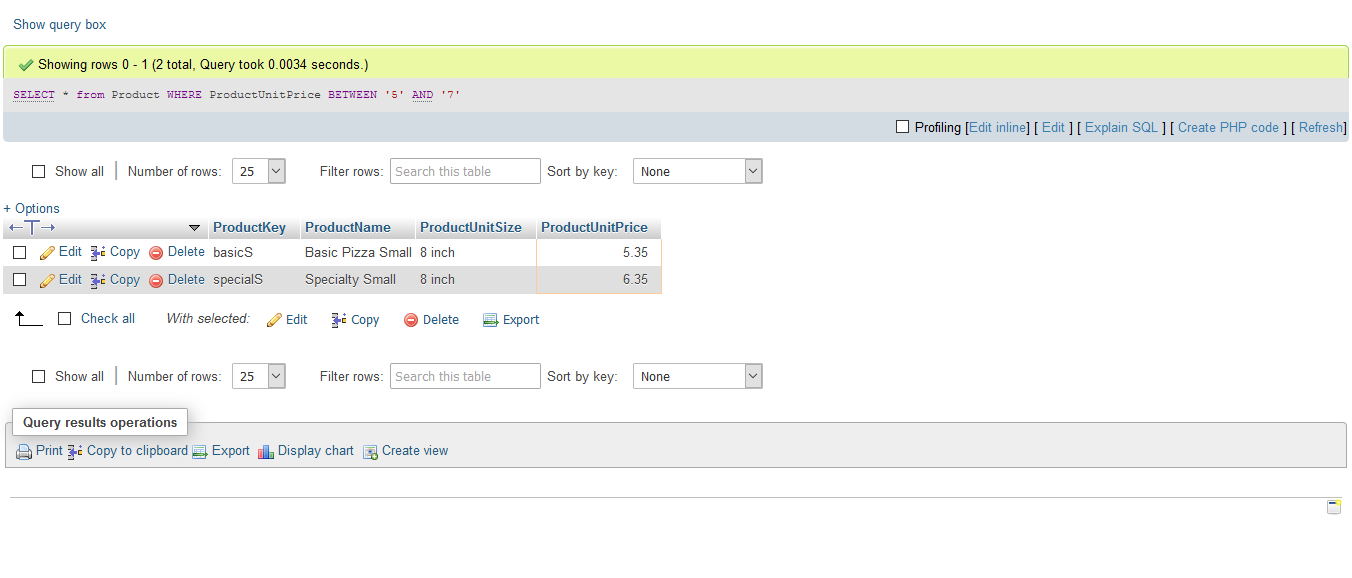 Show query box
Showing rows 0 - 1 (2 total, Query took 0.0034 seconds.)
SELECT * from Product WHERE ProductUnitPrice BETWEEN '5' AND '7'
Profiling [Edit inline] [ Edit ] [ Explain SQL ] [ Create PHP code ] [ Refresh]
Show all Number of rows: 25 Filter rows: Search this table Sort by key: None
+ Options
ProductKey ProductName ProductUnitSize ProductUnitPrice
Edit Copy Delete basicS Basic Pizza Small 8 inch 5.35
Edit Copy Delete specialS Specialty Small 8 inch 6.35
Check all With selected: Edit Copy Delete Export
Show all Number of rows: 25 Filter rows: Search this table Sort by key: None
Query results operations
Print Copy to clipboard Export Display chart Create view